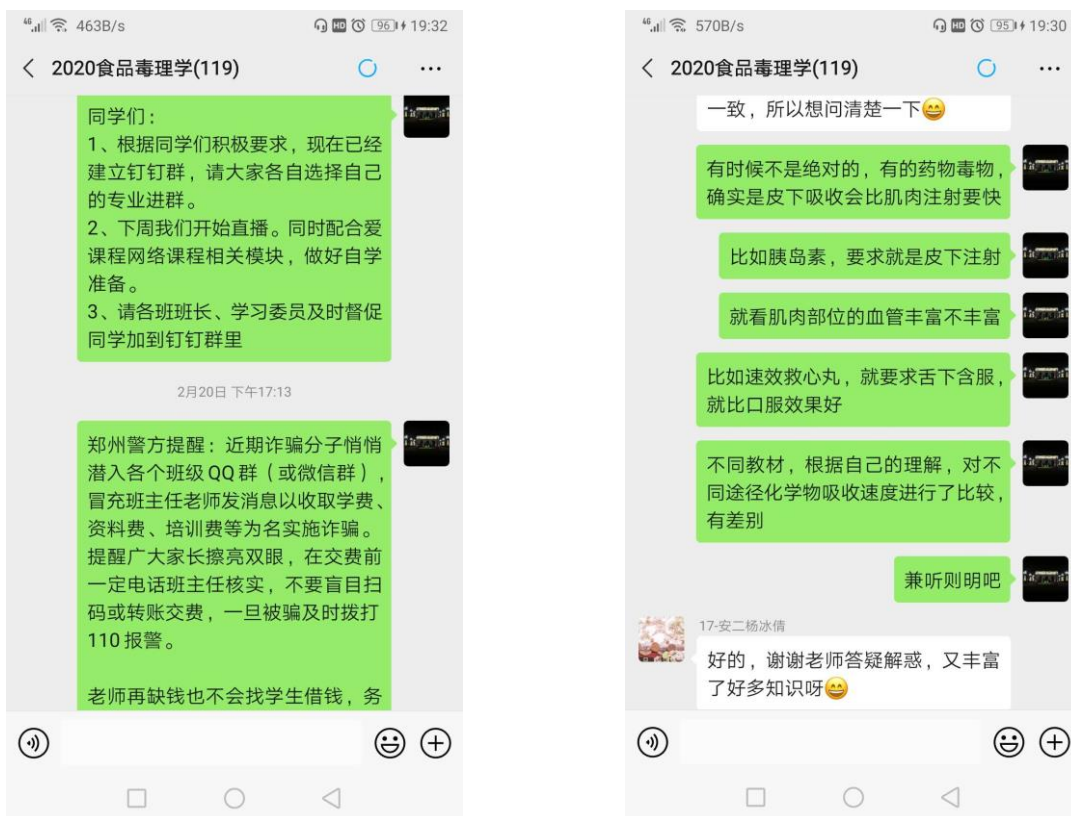 4G 463B/s HD 96 19:32
2020食品毒理学(119)
同学们：
1、根据同学们积极要求，现在已经
建立钉钉群，请大家各自选择自己
的专业进群。
2、下周我们开始直播。同时配合爱
课程网络课程相关模块，做好自学
准备。
3、请各班班长、学习委员及时督促
同学加到钉钉群里
2月20日 下午17:13
郑州警方提醒：近期诈骗分子悄悄
潜入各个班级QQ群（或微信群），
冒充班主任老师发消息以收取学费、
资料费、培训费等为名实施诈骗。
提醒广大家长擦亮双眼，在交费前
一定电话班主任核实，不要盲目扫
码或转账交费，一旦被骗及时拨打
110报警。
老师再缺钱也不会找学生借钱，务
4G 570B/s HD 95 19:30
2020食品毒理学(119)
一致，所以想问清楚一下😄
有时候不是绝对的，有的药物毒物，
确实是皮下吸收会比肌肉注射要快
比如胰岛素，要求就是皮下注射
就看肌肉部位的血管丰富不丰富
比如速效救心丸，就要求舌下含服，
就比口服效果好
不同教材，根据自己的理解，对不
同途径化学物吸收速度进行了比较，
有差别
兼听则明吧
17-安二杨冰倩
好的，谢谢老师答疑解惑，又丰富
了好多知识呀😄